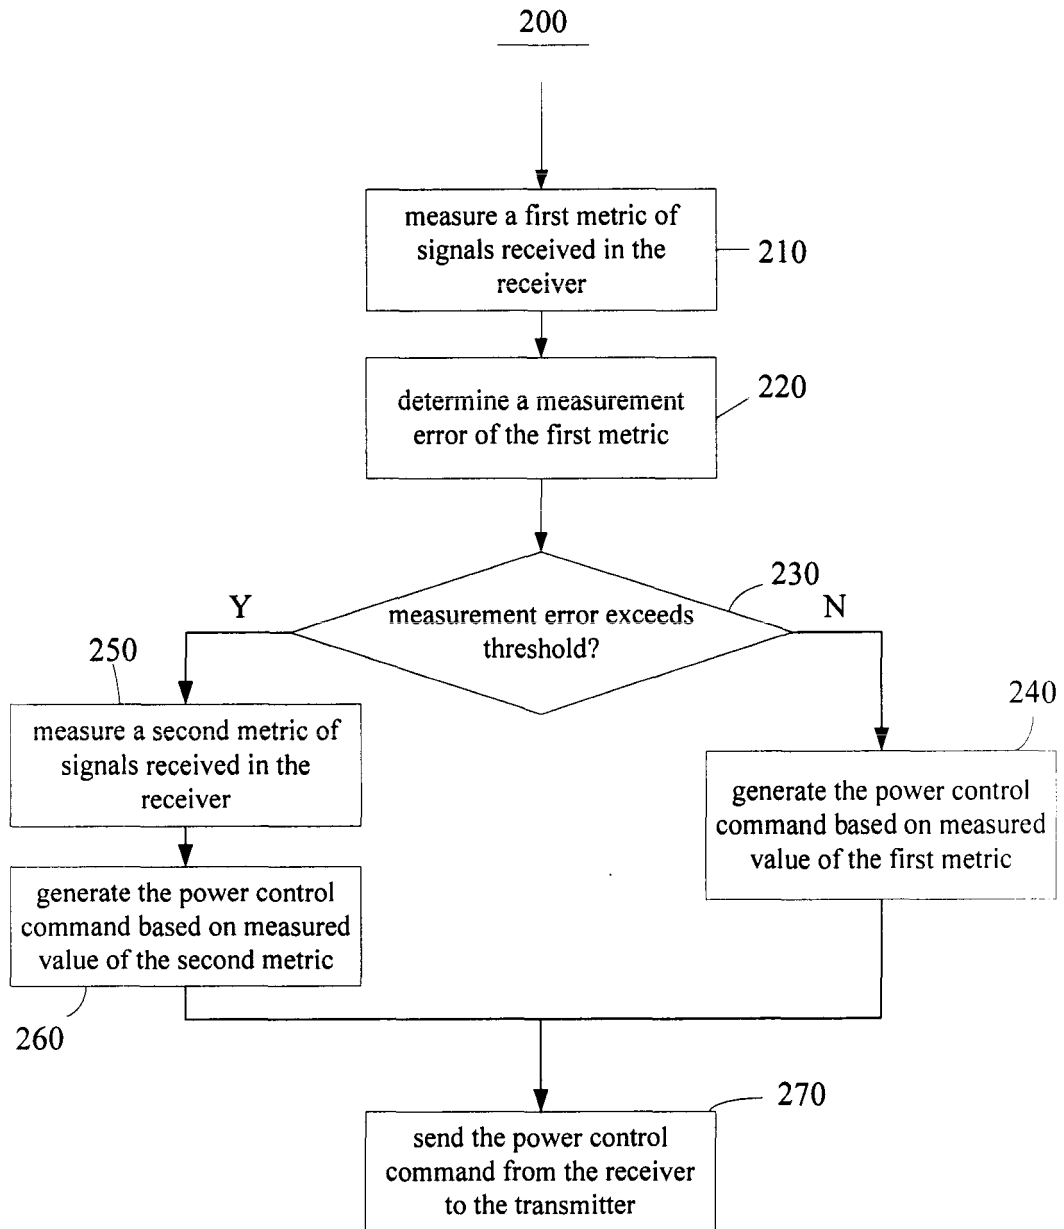 200
measure a first metric of
signals received in the
receiver
210
determine a measurement
error of the first metric
220
measurement error exceeds
threshold?
230
Y
N
250
measure a second metric of
signals received in the
receiver
240
generate the power control
command based on measured
value of the first metric
generate the power control
command based on measured
value of the second metric
260
270
send the power control
command from the receiver
to the transmitter